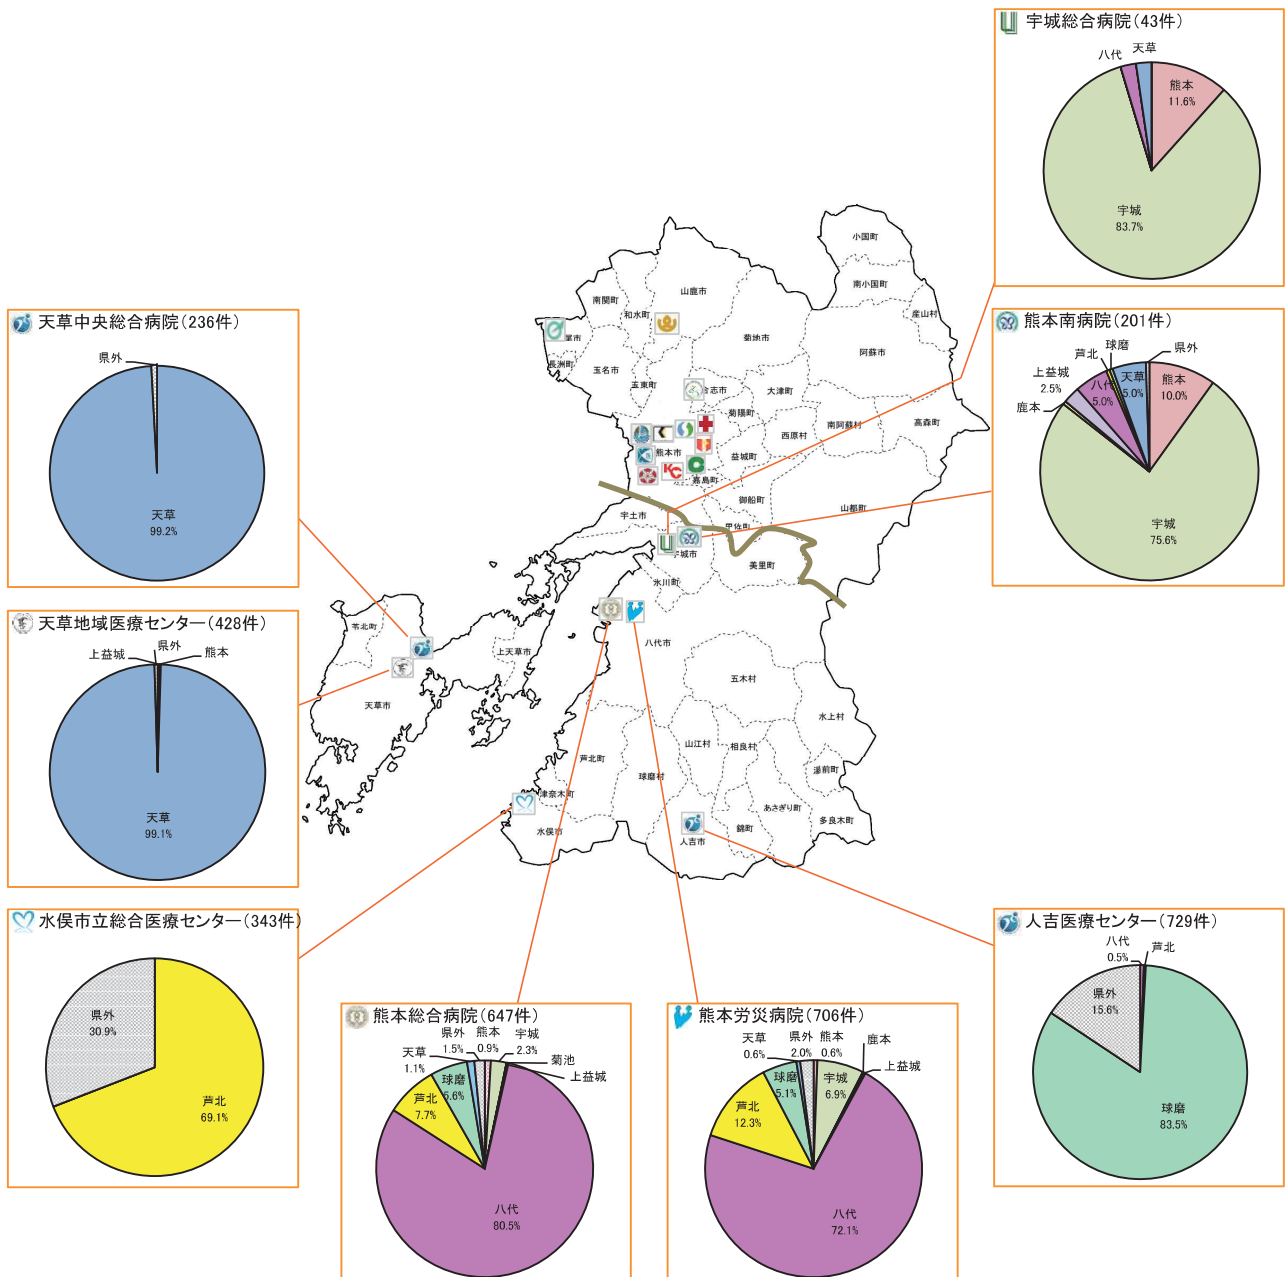 宇城総合病院(43件)
天草
八代
熊本
11.6%
宇城
83.7%
熊本南病院(201件)
球磨
県外
芦北
上益城
2.5%
鹿本
八代
5.0%
天草
5.0%
熊本
10.0%
宇城
75.6%
天草中央総合病院(236件)
県外
天草
99.2%
天草地域医療センター(428件)
上益城
県外
熊本
天草
99.1%
水俣市立総合医療センター(343件)
県外
30.9%
芦北
69.1%
熊本総合病院(647件)
県外
1.5%
熊本
0.9%
宇城
2.3%
天草
1.1%
菊池
上益城
球磨
5.6%
芦北
7.7%
八代
80.5%
熊本労災病院(706件)
天草
0.6%
県外
2.0%
熊本
0.6%
鹿本
上益城
球磨
5.1%
宇城
6.9%
芦北
12.3%
八代
72.1%
人吉医療センター(729件)
八代
0.5%
芦北
県外
15.6%
球磨
83.5%
小国町
南小国町
産山村
山鹿市
南関町
和水町
菊池市
阿蘇市
尾市
長洲町
玉名市
玉東町
合志市
大津町
菊陽町
南阿蘇村
高森町
西原村
熊本市
益城町
嘉島町
御船町
山都町
甲佐町
宇土市
宇城市
美里町
氷川町
八代市
苓北町
上天草市
天草市
五木村
水上村
山江村
相良村
湯前町
芦北町
球磨村
あさぎり町
多良木町
津奈木町
水俣市
錦町
人吉市
KC